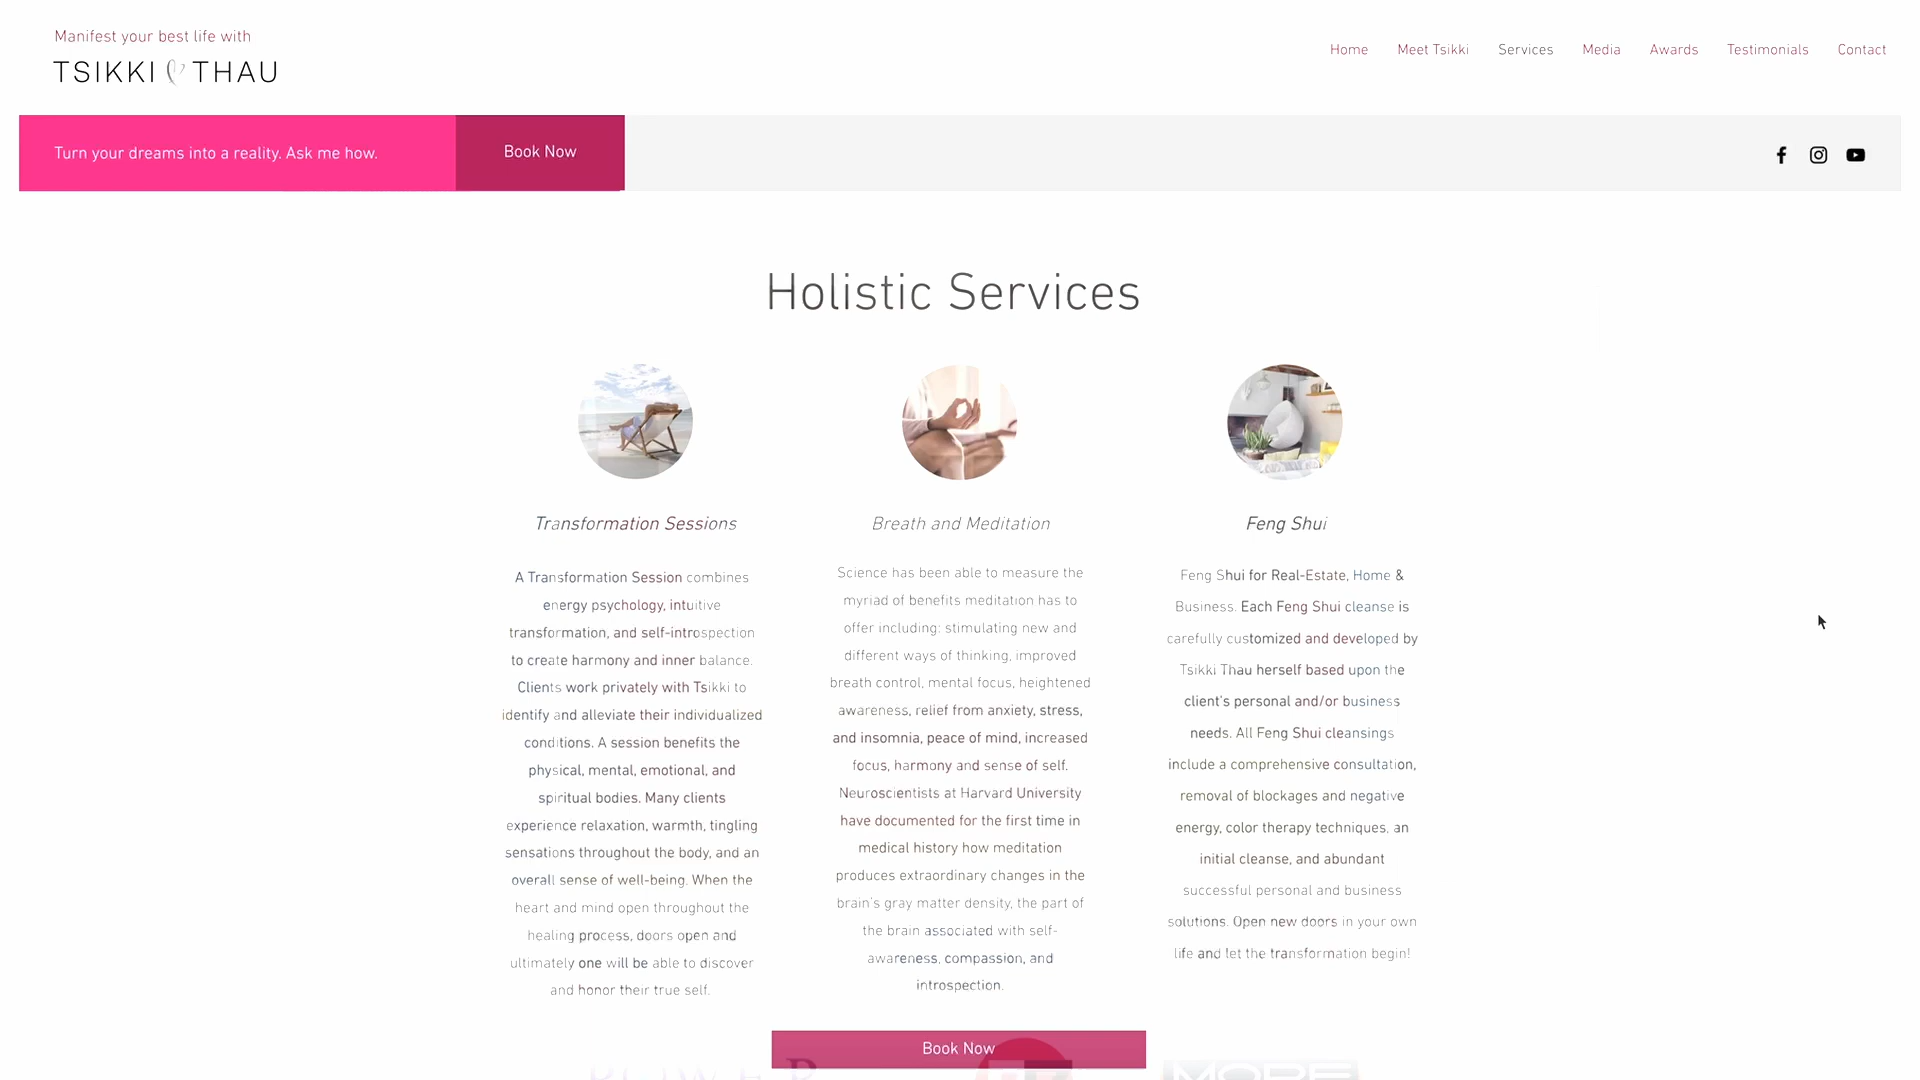 Manifest your best life with
TSIKKI THAU
Home Meet Tsikki Services Media Awards Testimonials Contact
Turn your dreams into a reality. Ask me how.
Book Now
Holistic Services
Transformation Sessions
A Transformation Session combines
energy psychology, intuitive
transformation, and self-introspection
to create harmony and inner balance.
Clients work privately with Tsikki to
identify and alleviate their individualized
conditions. A session benefits the
physical, mental, emotional, and
spiritual bodies. Many clients
experience relaxation, warmth, tingling
sensations throughout the body, and an
overall sense of well-being. When the
heart and mind open throughout the
healing process, doors open and
ultimately one will be able to discover
and honor their true self.
Breath and Meditation
Science has been able to measure the
myriad of benefits meditation has to
offer including: stimulating new and
different ways of thinking, improved
breath control, mental focus, heightened
awareness, relief from anxiety, stress,
and insomnia, peace of mind, increased
focus, harmony and sense of self.
Neuroscientists at Harvard University
have documented for the first time in
medical history how meditation
produces extraordinary changes in the
brain's gray matter density, the part of
the brain associated with self-
awareness, compassion, and
introspection.
Feng Shui
Feng Shui for Real-Estate, Home &
Business. Each Feng Shui cleanse is
carefully customized and developed by
Tsikki Thau herself based upon the
client's personal and/or business
needs. All Feng Shui cleansings
include a comprehensive consultation,
removal of blockages and negative
energy, color therapy techniques, an
initial cleanse, and abundant
successful personal and business
solutions. Open new doors in your own
life and let the transformation begin!
Book Now
POWER
MORE